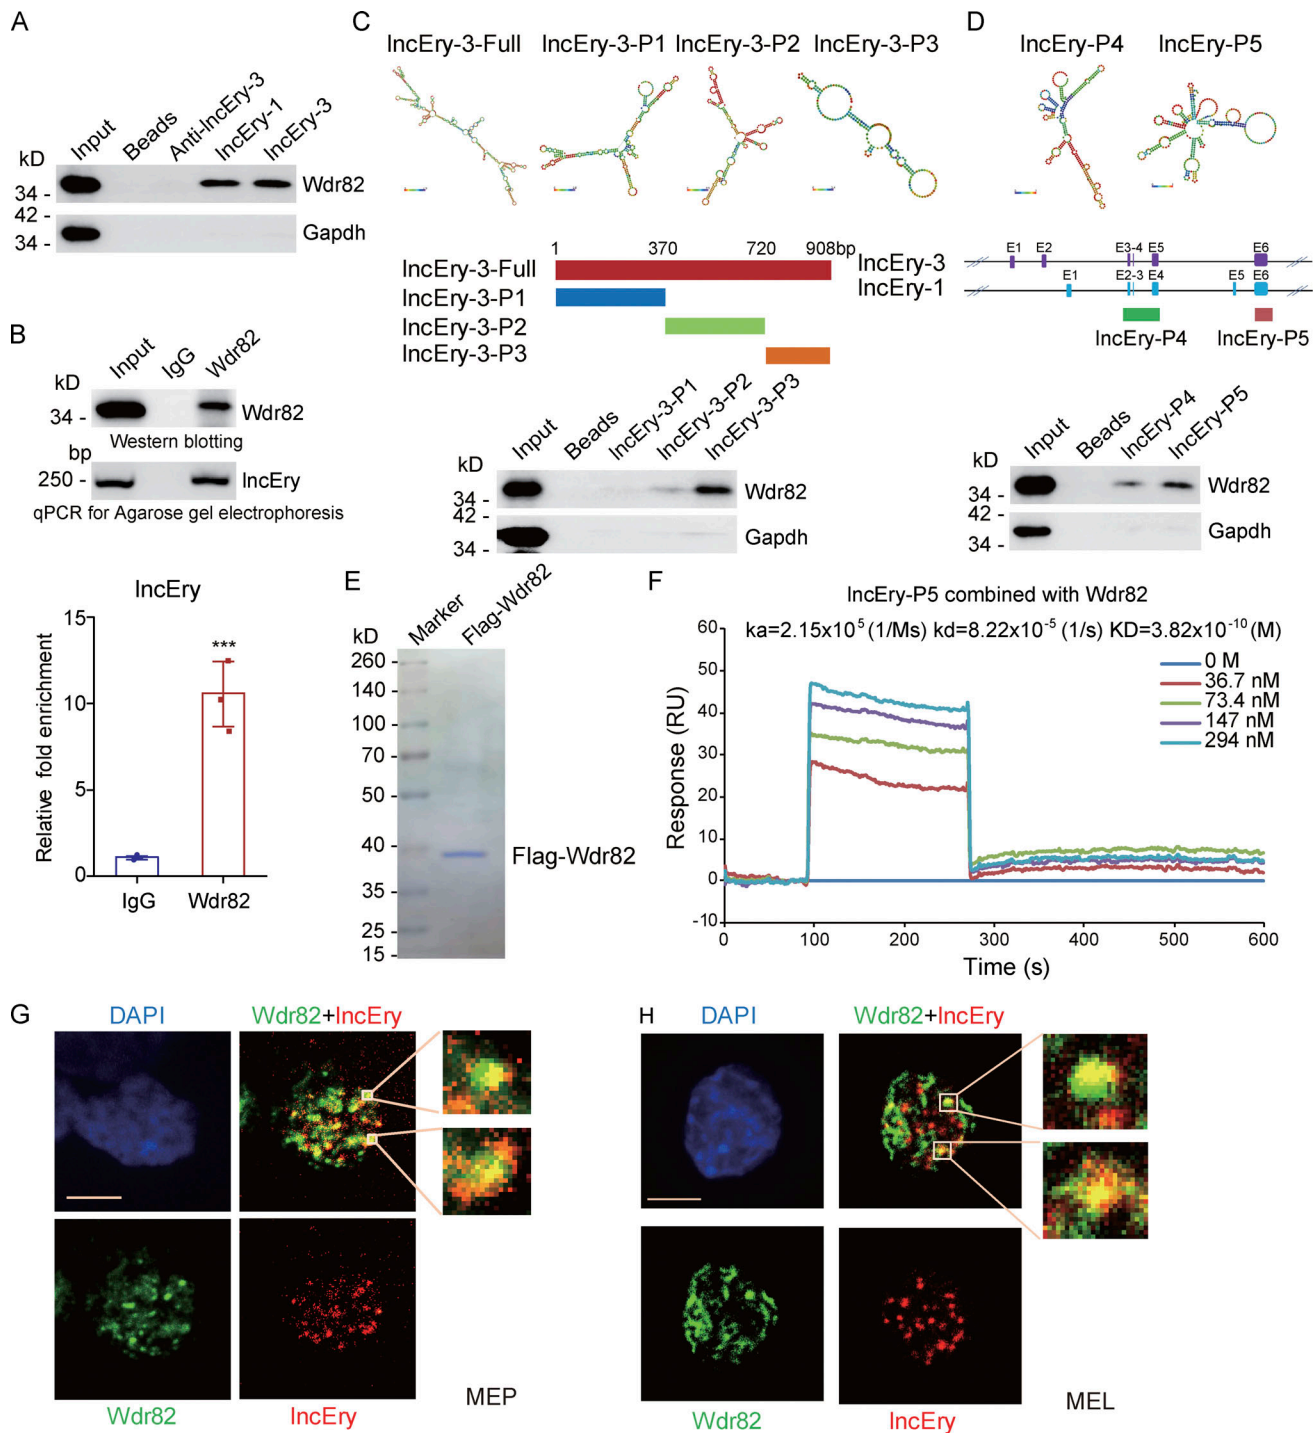 A
Input
Beads
Anti-lncEry-3
lncEry-1
lncEry-3
kD
34 -
Wdr82
42 -
34 -
Gapdh
B
Input
IgG
Wdr82
kD
34 -
Wdr82
Western blotting
bp
250 -
lncEry
qPCR for Agarose gel electrophoresis
lncEry
Relative fold enrichment
15
10
5
0
***
IgG
Wdr82
C
lncEry-3-Full
lncEry-3-P1
lncEry-3-P2
lncEry-3-P3
1
370
720
908bp
lncEry-3-Full
lncEry-3-P1
lncEry-3-P2
lncEry-3-P3
Input
Beads
lncEry-3-P1
lncEry-3-P2
lncEry-3-P3
kD
34 -
Wdr82
42 -
34 -
Gapdh
D
lncEry-P4
lncEry-P5
E1 E2 E3-4 E5 E6
lncEry-3
E1 E2-3 E4 E5 E6
lncEry-1
lncEry-P4
lncEry-P5
Input
Beads
lncEry-P4
lncEry-P5
kD
34 -
Wdr82
42 -
34 -
Gapdh
E
Marker
Flag-Wdr82
kD
260 -
140 -
100 -
70 -
50 -
40 -
35 -
25 -
15 -
Flag-Wdr82
F
lncEry-P5 combined with Wdr82
ka=2.15x10⁵ (1/Ms) kd=8.22x10⁻⁵ (1/s) KD=3.82x10⁻¹⁰ (M)
0 M
36.7 nM
73.4 nM
147 nM
294 nM
Response (RU)
60
50
40
30
20
10
0
-10
0 100 200 300 400 500 600
Time (s)
G
DAPI
Wdr82+lncEry
Wdr82
lncEry
MEP
H
DAPI
Wdr82+lncEry
Wdr82
lncEry
MEL